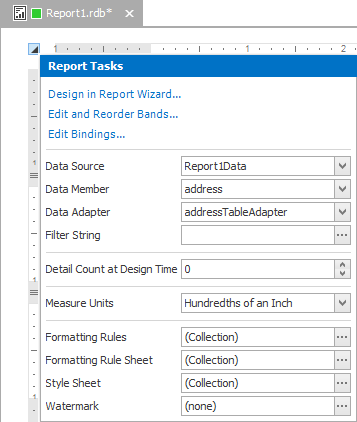 Report1.rdb*
1 2
Report Tasks
Design in Report Wizard...
Edit and Reorder Bands...
Edit Bindings...
Data Source Report1Data
Data Member address
Data Adapter addressTableAdapter
Filter String ...
Detail Count at Design Time 0
Measure Units Hundredths of an Inch
Formatting Rules (Collection) ...
Formatting Rule Sheet (Collection) ...
Style Sheet (Collection) ...
Watermark (none) ...